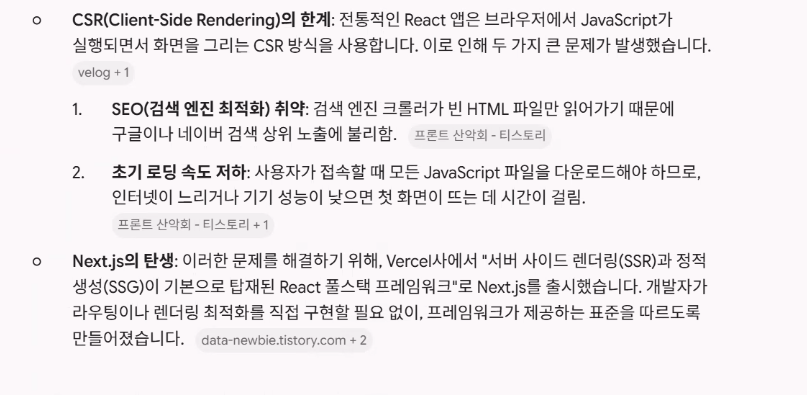 CSR(Client-Side Rendering)의 한계: 전통적인 React 앱은 브라우저에서 JavaScript가
실행되면서 화면을 그리는 CSR 방식을 사용합니다. 이로 인해 두 가지 큰 문제가 발생했습니다.
velog + 1
1. SEO(검색 엔진 최적화) 취약: 검색 엔진 크롤러가 빈 HTML 파일만 읽어가기 때문에
구글이나 네이버 검색 상위 노출에 불리함. 프론트 산악회 - 티스토리
2. 초기 로딩 속도 저하: 사용자가 접속할 때 모든 JavaScript 파일을 다운로드해야 하므로,
인터넷이 느리거나 기기 성능이 낮으면 첫 화면이 뜨는 데 시간이 걸림.
프론트 산악회 - 티스토리 + 1
Next.js의 탄생: 이러한 문제를 해결하기 위해, Vercel사에서 "서버 사이드 렌더링(SSR)과 정적
생성(SSG)이 기본으로 탑재된 React 풀스택 프레임워크"로 Next.js를 출시했습니다. 개발자가
라우팅이나 렌더링 최적화를 직접 구현할 필요 없이, 프레임워크가 제공하는 표준을 따르도록
만들어졌습니다. data-newbie.tistory.com + 2